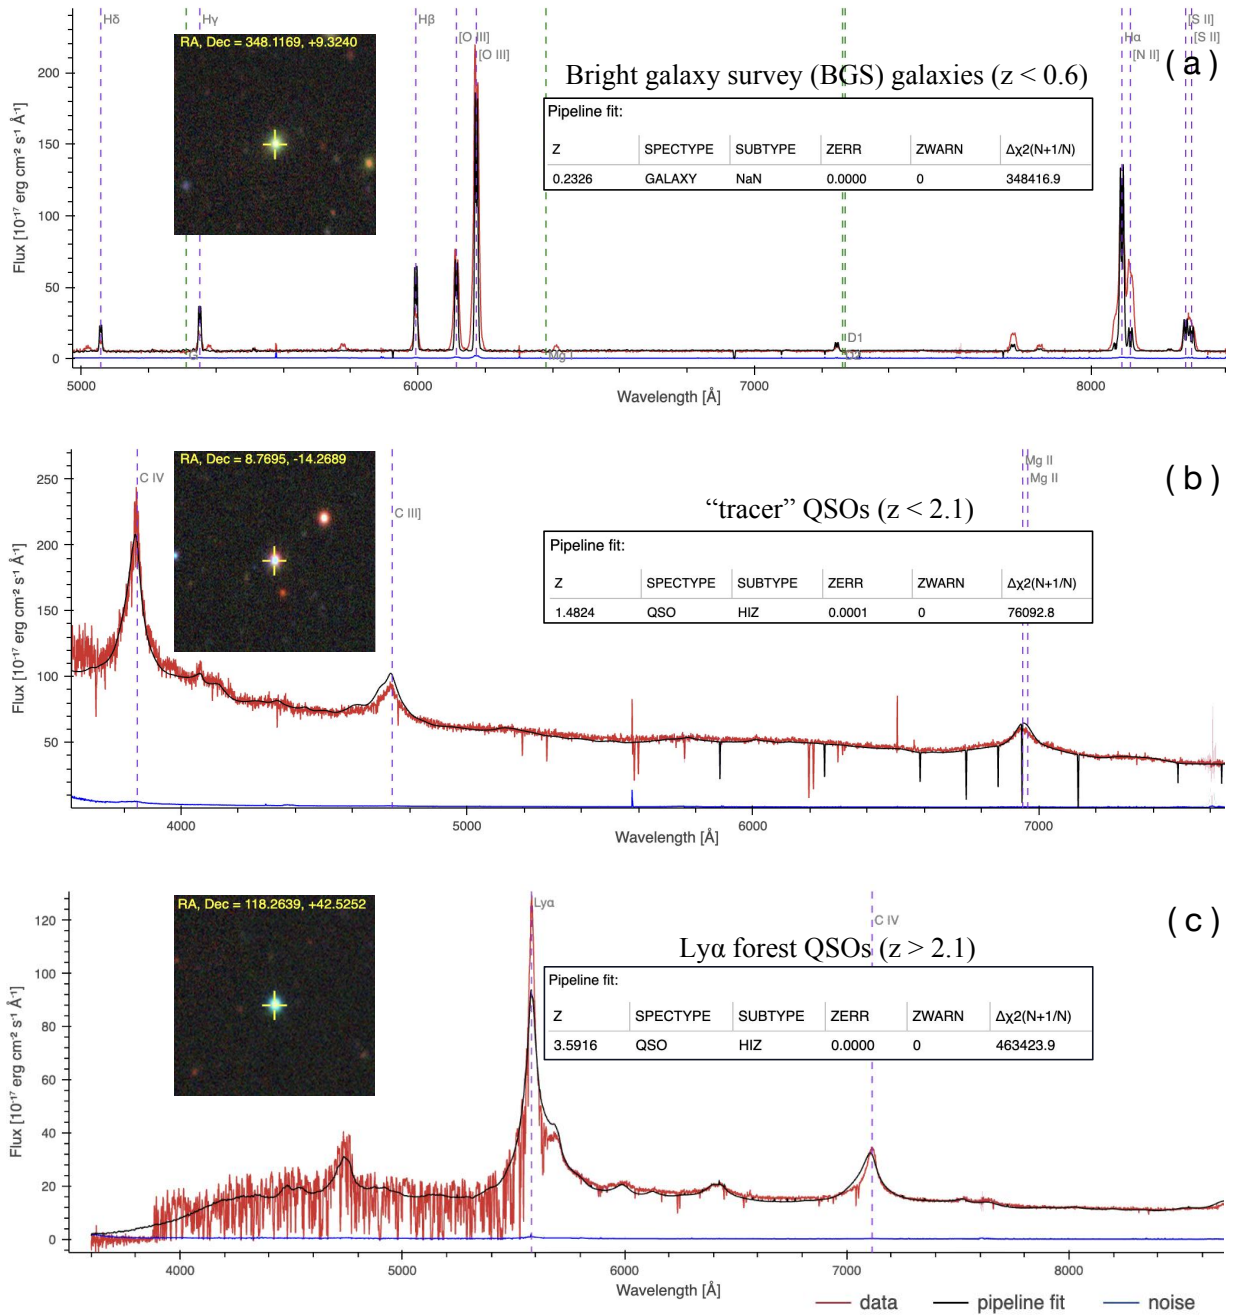 Hδ
Hγ
Hβ
[O III]
[O III]
Hα
[N II]
[S II]
[S II]
(a)
RA, Dec = 348.1169, +9.3240
Bright galaxy survey (BGS) galaxies (z < 0.6)
Pipeline fit:
Z SPECTYPE SUBTYPE ZERR ZWARN Δχ2(N+1/N)
0.2326 GALAXY NaN 0.0000 0 348416.9
Flux [10⁻¹⁷ erg cm⁻² s⁻¹ Å⁻¹]
200
150
100
50
0
G
Mg I
D1
D2
5000 6000 7000 8000
Wavelength [Å]
(b)
RA, Dec = 8.7695, -14.2689
C IV
C III]
Mg II
Mg II
“tracer” QSOs (z < 2.1)
Pipeline fit:
Z SPECTYPE SUBTYPE ZERR ZWARN Δχ2(N+1/N)
1.4824 QSO HIZ 0.0001 0 76092.8
Flux [10⁻¹⁷ erg cm⁻² s⁻¹ Å⁻¹]
250
200
150
100
50
4000 5000 6000 7000
Wavelength [Å]
(c)
RA, Dec = 118.2639, +42.5252
Lyα
C IV
Lyα forest QSOs (z > 2.1)
Pipeline fit:
Z SPECTYPE SUBTYPE ZERR ZWARN Δχ2(N+1/N)
3.5916 QSO HIZ 0.0000 0 463423.9
Flux [10⁻¹⁷ erg cm⁻² s⁻¹ Å⁻¹]
120
100
80
60
40
20
0
4000 5000 6000 7000 8000
Wavelength [Å]
data pipeline fit noise